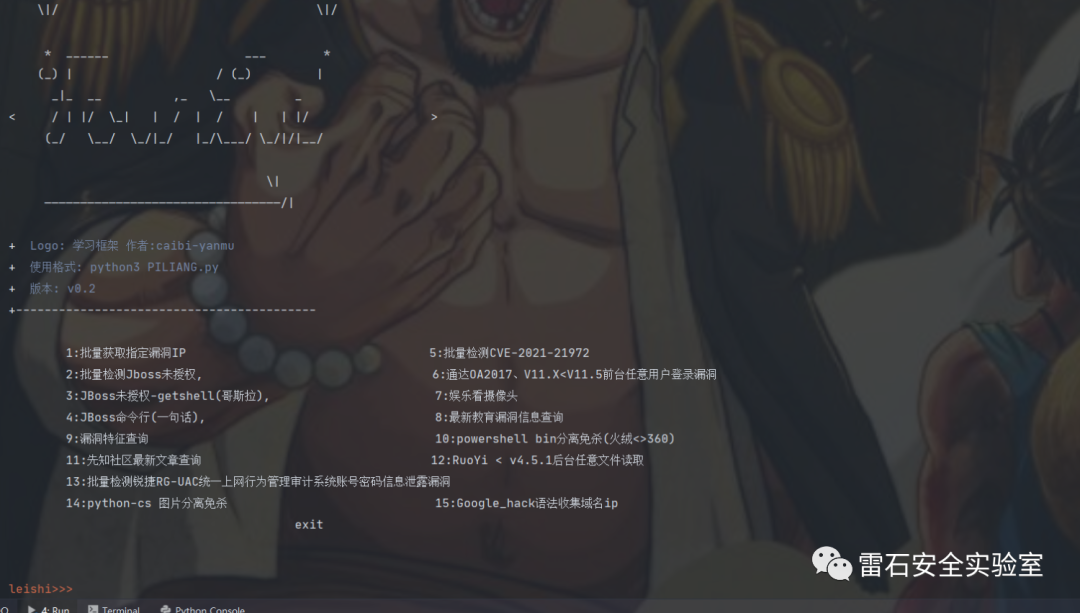 + Logo: 学习框架 作者:caibi-yanmu
+ 使用格式: python3 PILIANG.py
+ 版本: v0.2
+-----------------------------------------
1:批量获取指定漏洞IP 5:批量检测CVE-2021-21972
2:批量检测Jboss未授权, 6:通达OA2017、V11.X<V11.5前台任意用户登录漏洞
3:JBoss未授权-getshell(哥斯拉), 7:娱乐看摄像头
4:JBoss命令行(一句话), 8:最新教育漏洞信息查询
9:漏洞特征查询 10:powershell bin分离免杀(火绒<>360)
11:先知社区最新文章查询 12:RuoYi < v4.5.1后台任意文件读取
13:批量检测锐捷RG-UAC统一上网行为管理审计系统账号密码信息泄露漏洞
14:python-cs 图片分离免杀 15:Google_hack语法收集域名ip
exit
雷石安全实验室
leishi>>>
4: Run Terminal Python Console